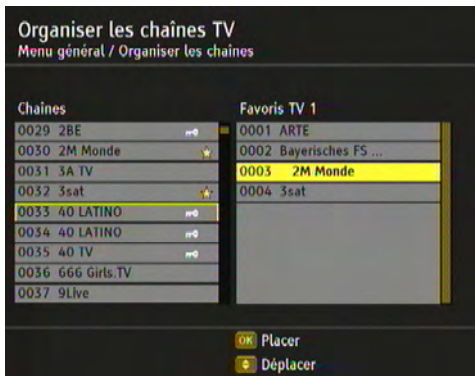 Organiser les chaînes TV
Menu général / Organiser les chaînes
Chaînes
0029 2BE
0030 2M Monde
0031 3A TV
0032 3sat
0033 40 LATINO
0034 40 LATINO
0035 40 TV
0036 666 Girls.TV
0037 9Live
Favoris TV 1
0001 ARTE
0002 Bayerisches FS ...
0003 2M Monde
0004 3sat
OK Placer
Déplacer